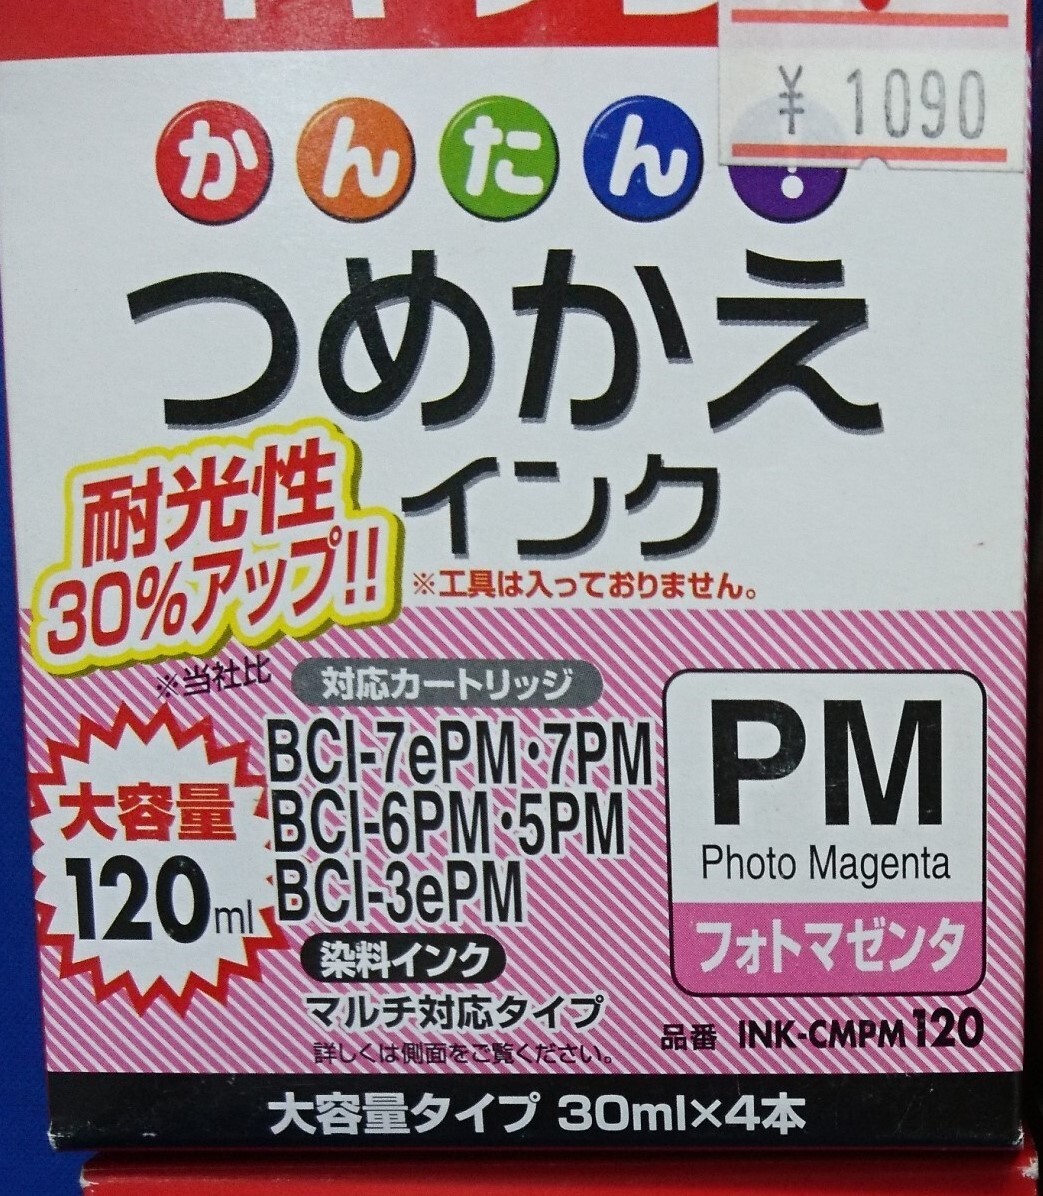 ¥ 1090
かんたん!
つめかえ
インク
耐光性
30%アップ!!
※工具は入っておりません。
※当社比
対応カートリッジ
BCI-7ePM・7PM
BCI-6PM・5PM
BCI-3ePM
大容量
120ml
染料インク
マルチ対応タイプ
詳しくは側面をご覧ください。
PM
Photo Magenta
フォトマゼンタ
品番 INK-CMPM120
大容量タイプ 30ml×4本